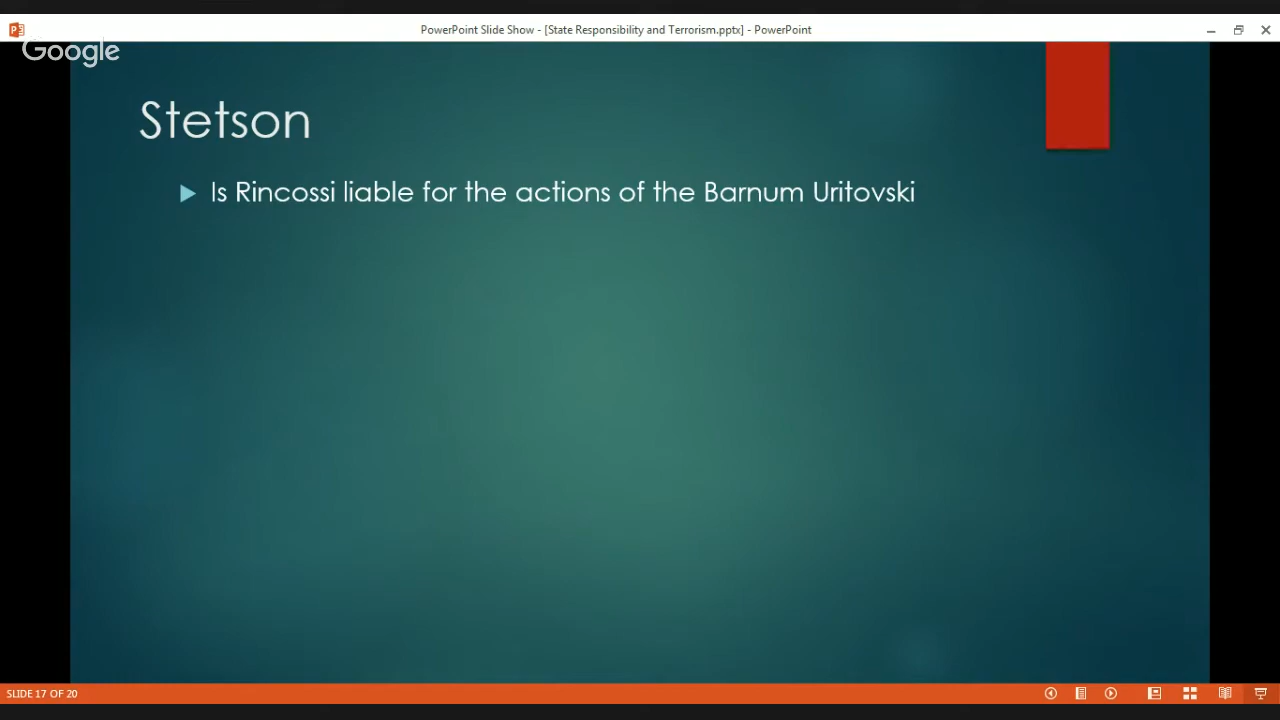 PowerPoint Slide Show - [State Responsibility and Terrorism.pptx] - PowerPoint
Google
Stetson
Is Rincossi liable for the actions of the Barnum Uritovski
SLIDE 17 OF 20